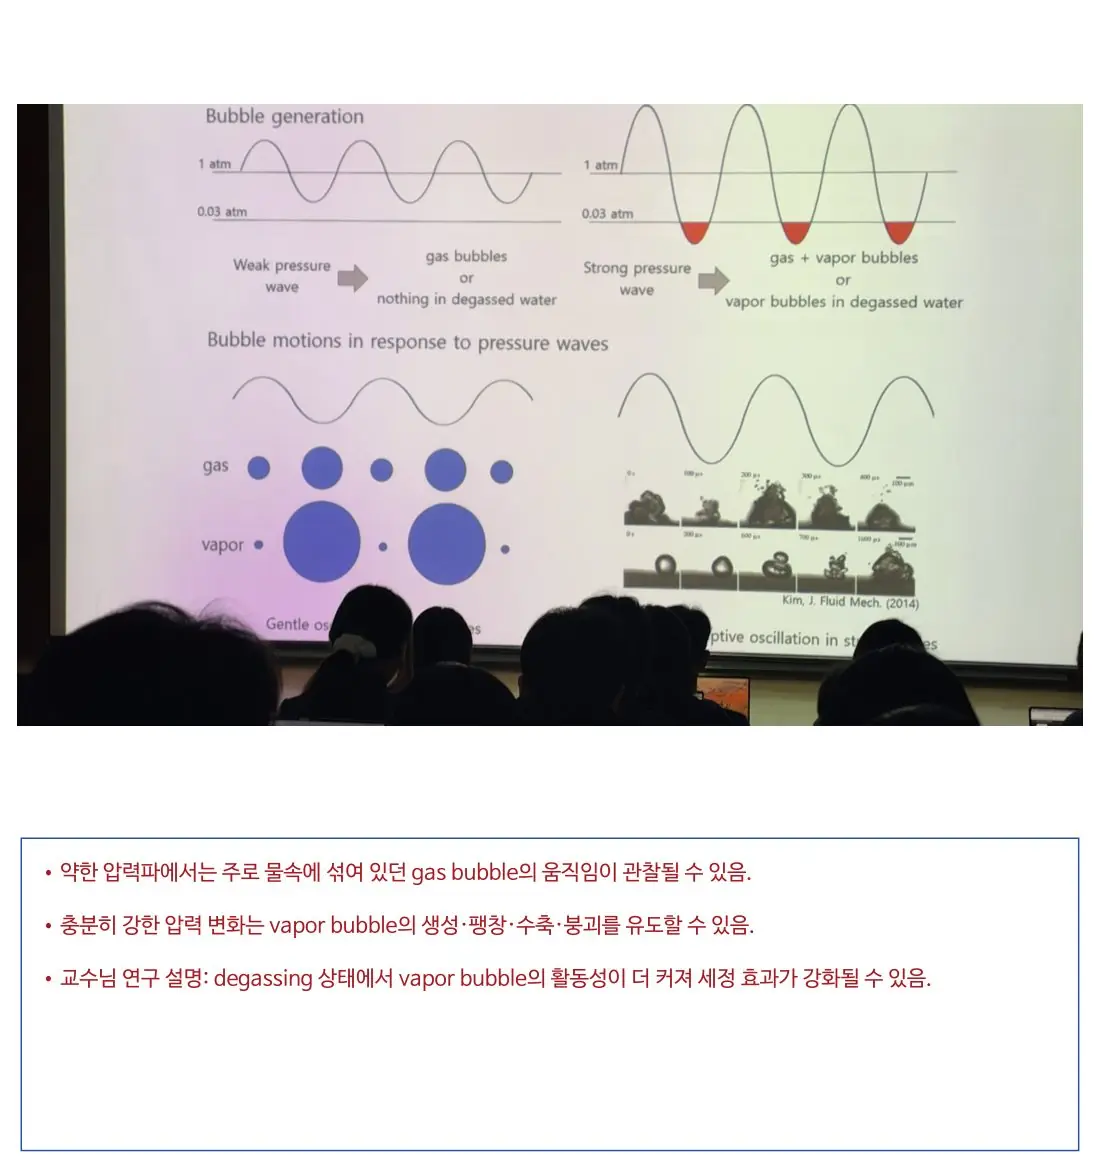 Bubble generation
1 atm
0.03 atm
Weak pressure
wave
gas bubbles
or
nothing in degassed water
1 atm
0.03 atm
Strong pressure
wave
gas + vapor bubbles
or
vapor bubbles in degassed water
Bubble motions in response to pressure waves
gas
vapor
0 s
200 μs
700 μs
100 μm
Kim, J. Fluid Mech. (2014)
Gentle
oscillation in
• 약한 압력파에서는 주로 물속에 섞여 있던 gas bubble의 움직임이 관찰될 수 있음.
• 충분히 강한 압력 변화는 vapor bubble의 생성·팽창·수축·붕괴를 유도할 수 있음.
• 교수님 연구 설명: degassing 상태에서 vapor bubble의 활동성이 더 커져 세정 효과가 강화될 수 있음.